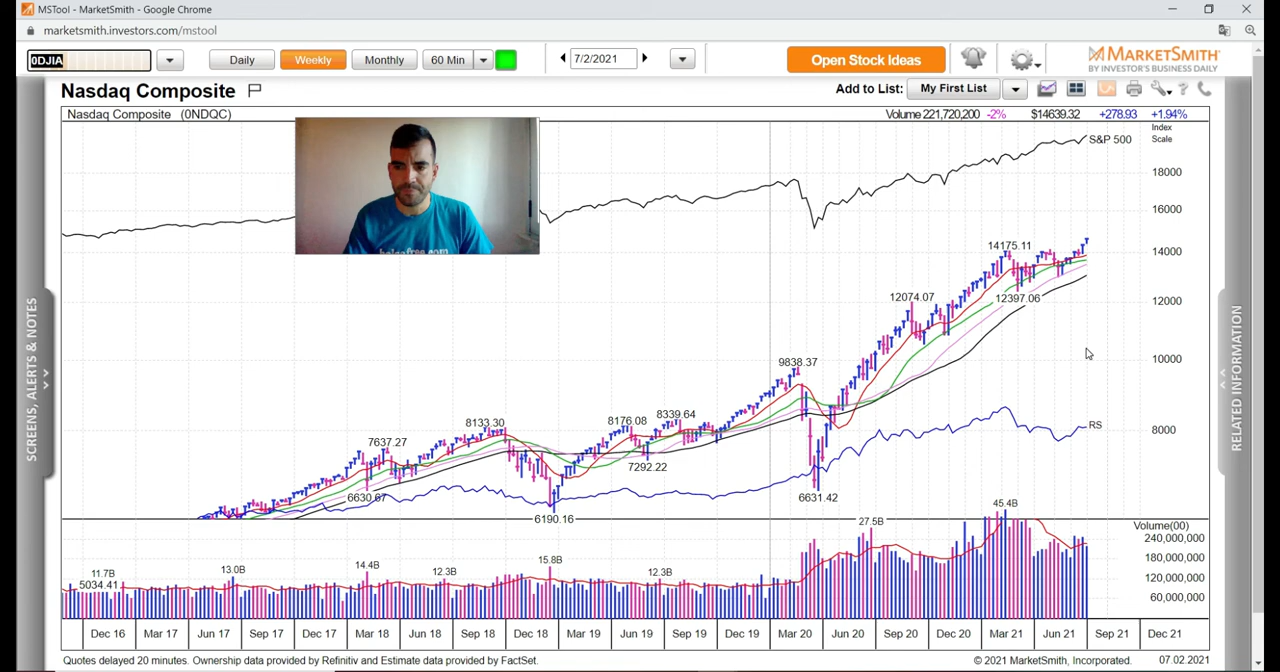 MSTool - MarketSmith - Google Chrome
marketsmith.investors.com/mstool
0DJIA
Daily
Weekly
Monthly
60 Min
7/2/2021
Open Stock Ideas
MARKETSMITH
BY INVESTOR'S BUSINESS DAILY
Nasdaq Composite
Add to List: My First List
Nasdaq Composite (0NDQC)
Volume 221,720,200 -2% $14639.32 +278.93 +1.94%
Index
Scale
S&P 500
18000
16000
14175.11
14000
12074.07
12397.06
12000
9838.37
10000
8133.30
8176.08
8339.64
RS
8000
7637.27
7292.22
6630.67
6631.42
6190.16
45.4B
27.5B
Volume(00)
240,000,000
180,000,000
120,000,000
60,000,000
11.7B
5034.41
13.0B
14.4B
12.3B
15.8B
12.3B
Dec 16 Mar 17 Jun 17 Sep 17 Dec 17 Mar 18 Jun 18 Sep 18 Dec 18 Mar 19 Jun 19 Sep 19 Dec 19 Mar 20 Jun 20 Sep 20 Dec 20 Mar 21 Jun 21 Sep 21 Dec 21
Quotes delayed 20 minutes. Ownership data provided by Refinitiv and Estimate data provided by FactSet.
© 2021 MarketSmith, Incorporated.
07.02.2021
SCREENS, ALERTS & NOTES
RELATED INFORMATION